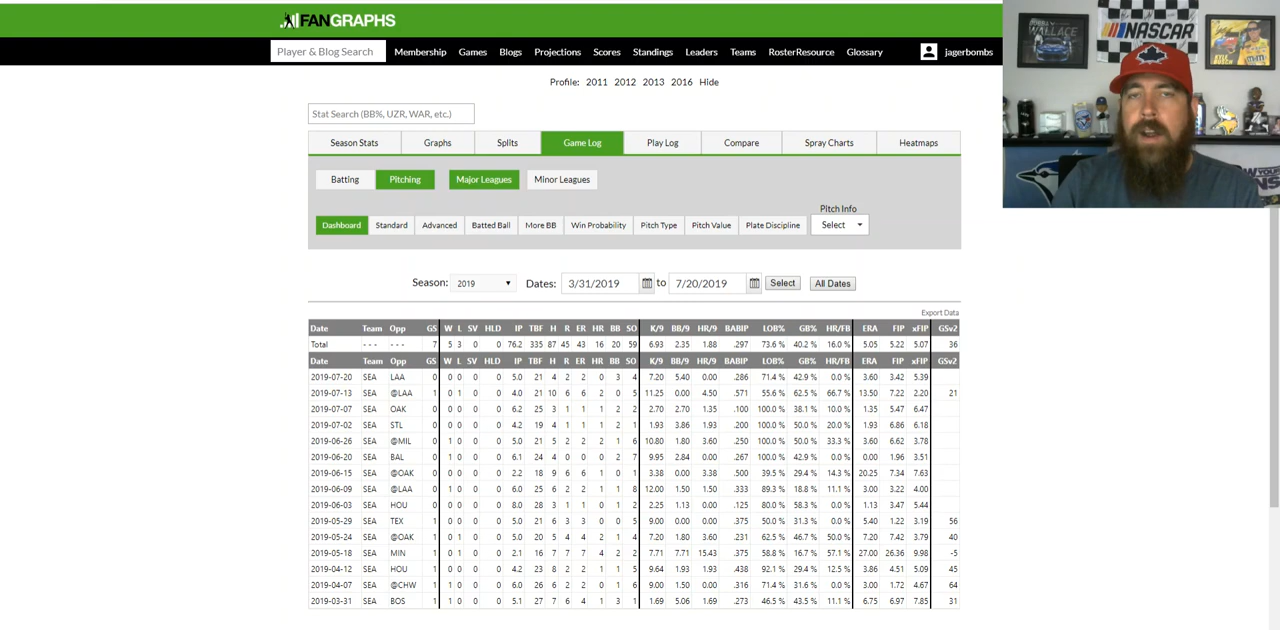 FANGRAPHS
Player & Blog Search Membership Games Blogs Projections Scores Standings Leaders Teams RosterResource Glossary jagerbombs
NASCAR
Profile: 2011 2012 2013 2016 Hide
Stat Search (BB%, UZR, WAR, etc.)
Season Stats Graphs Splits Game Log Play Log Compare Spray Charts Heatmaps
Batting Pitching Major Leagues Minor Leagues
Pitch Info
Dashboard Standard Advanced Batted Ball More BB Win Probability Pitch Type Pitch Value Plate Discipline Select
Season: 2019 Dates: 3/31/2019 to 7/20/2019 Select All Dates
Export Data
Date Team Opp GS W L SV HLD IP TBF H R ER HR BB SO K/9 BB/9 HR/9 BABIP LOB% GB% HR/FB ERA FIP xFIP GSv2
Total - - - - - - 7 5 3 0 0 76.2 335 87 45 43 16 20 59 6.93 2.35 1.88 .297 73.6 % 40.2 % 16.0 % 5.05 5.22 5.07 36
Date Team Opp GS W L SV HLD IP TBF H R ER HR BB SO K/9 BB/9 HR/9 BABIP LOB% GB% HR/FB ERA FIP xFIP GSv2
2019-07-20 SEA LAA 0 0 0 0 0 5.0 21 4 2 2 0 3 4 7.20 5.40 0.00 .286 71.4 % 42.9 % 0.0 % 3.60 3.42 5.39
2019-07-13 SEA @LAA 1 0 1 0 0 4.0 21 10 6 6 2 0 5 11.25 0.00 4.50 .571 55.6 % 62.5 % 66.7 % 13.50 7.22 2.20 21
2019-07-07 SEA OAK 0 0 0 0 0 6.2 25 3 1 1 1 2 2 2.70 2.70 1.35 .100 100.0 % 38.1 % 10.0 % 1.35 5.47 6.47
2019-07-02 SEA STL 0 0 0 0 0 4.2 19 4 1 1 1 2 1 1.93 3.86 1.93 .200 100.0 % 50.0 % 20.0 % 1.93 6.86 6.18
2019-06-26 SEA @MIL 0 1 0 0 0 5.0 21 5 2 2 2 1 6 10.80 1.80 3.60 .250 100.0 % 50.0 % 33.3 % 3.60 6.62 3.78
2019-06-20 SEA BAL 0 1 0 0 0 6.1 24 4 0 0 0 2 7 9.95 2.84 0.00 .267 100.0 % 42.9 % 0.0 % 0.00 1.96 3.51
2019-06-15 SEA @OAK 0 0 0 0 0 2.2 18 9 6 6 1 0 1 3.38 0.00 3.38 .500 39.5 % 29.4 % 14.3 % 20.25 7.34 7.63
2019-06-09 SEA @LAA 0 1 0 0 0 6.0 25 6 2 2 1 1 8 12.00 1.50 1.50 .333 89.3 % 18.8 % 11.1 % 3.00 3.22 4.00
2019-06-03 SEA HOU 0 0 0 0 0 8.0 28 3 1 1 0 1 2 2.25 1.13 0.00 .125 80.0 % 58.3 % 0.0 % 1.13 3.47 5.44
2019-05-29 SEA TEX 1 0 0 0 0 5.0 21 6 3 3 0 0 5 9.00 0.00 0.00 .375 50.0 % 31.3 % 0.0 % 5.40 1.22 3.19 56
2019-05-24 SEA @OAK 1 0 0 0 0 5.0 20 5 4 4 2 1 4 7.20 1.80 3.60 .231 62.5 % 46.7 % 50.0 % 7.20 7.42 3.79 40
2019-05-18 SEA MIN 1 0 1 0 0 2.1 16 7 7 7 4 2 2 7.71 7.71 15.43 .375 58.8 % 16.7 % 57.1 % 27.00 26.36 9.98 -5
2019-04-12 SEA HOU 1 0 1 0 0 4.2 23 8 2 2 1 1 5 9.64 1.93 1.93 .438 92.1 % 29.4 % 12.5 % 3.86 4.51 5.09 45
2019-04-07 SEA @CHW 1 1 0 0 0 6.0 26 6 2 2 0 1 6 9.00 1.50 0.00 .316 71.4 % 31.6 % 0.0 % 3.00 1.72 4.67 64
2019-03-31 SEA BOS 1 1 0 0 0 5.1 27 7 6 4 1 3 1 1.69 5.06 1.69 .273 46.5 % 43.5 % 11.1 % 6.75 6.97 7.85 31